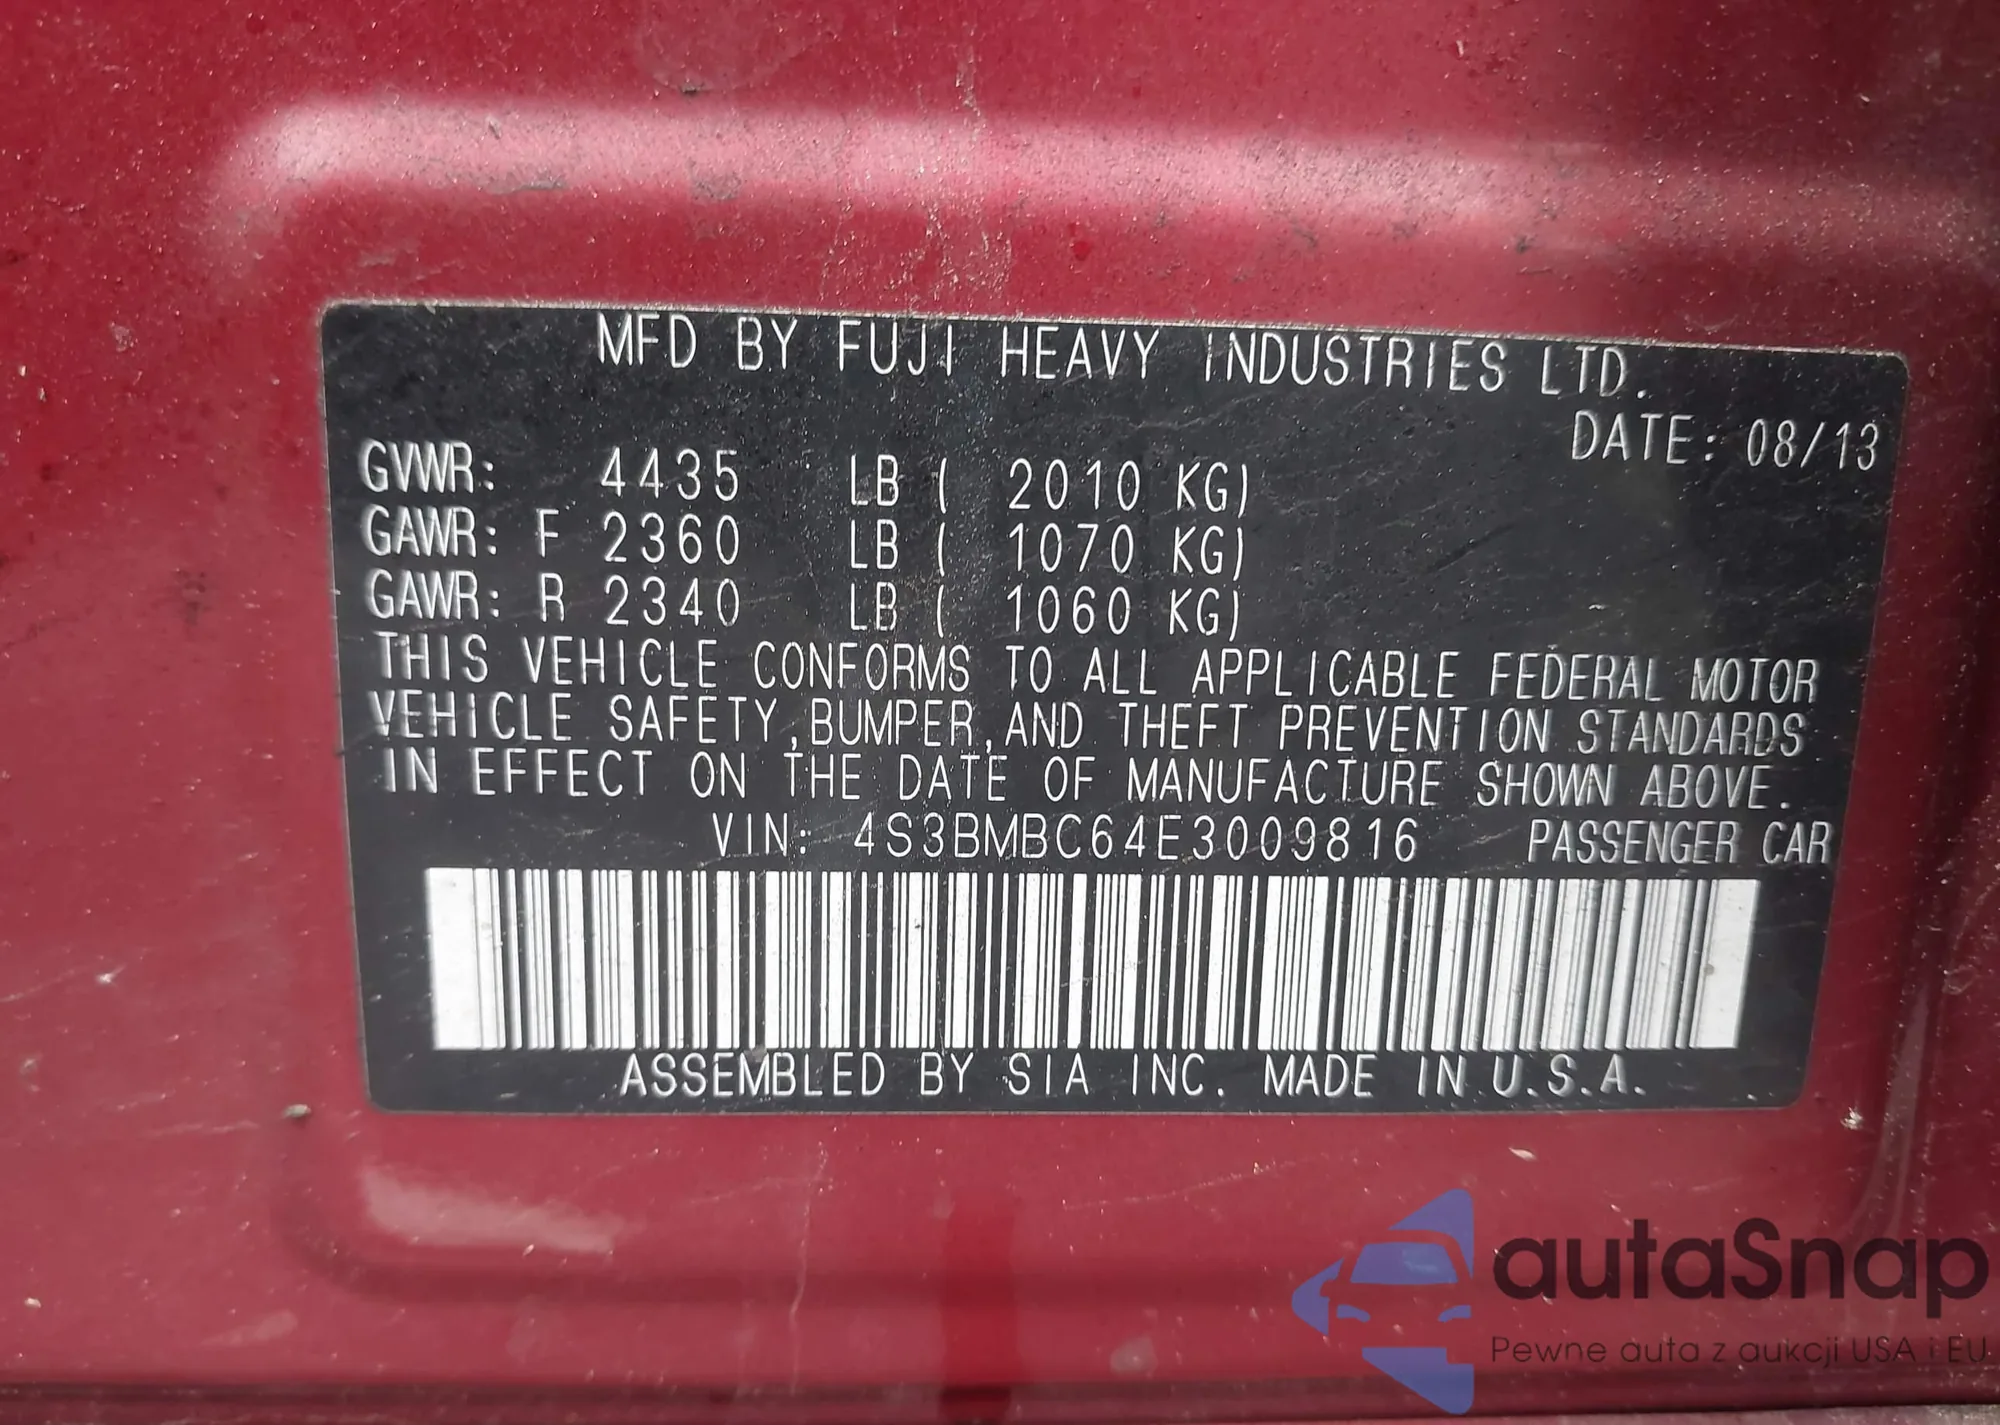 MFD BY FUJI HEAVY INDUSTRIES LTD.
DATE: 08/13
GVWR: 4435 LB ( 2010 KG)
GAWR: F 2360 LB ( 1070 KG)
GAWR: R 2340 LB ( 1060 KG)
THIS VEHICLE CONFORMS TO ALL APPLICABLE FEDERAL MOTOR
VEHICLE SAFETY,BUMPER,AND THEFT PREVENTION STANDARDS
IN EFFECT ON THE DATE OF MANUFACTURE SHOWN ABOVE.
VIN: 4S3BMBC64E3009816 PASSENGER CAR
ASSEMBLED BY SIA INC. MADE IN U.S.A.
autaSnap
Pewne auta z aukcji USA i EU